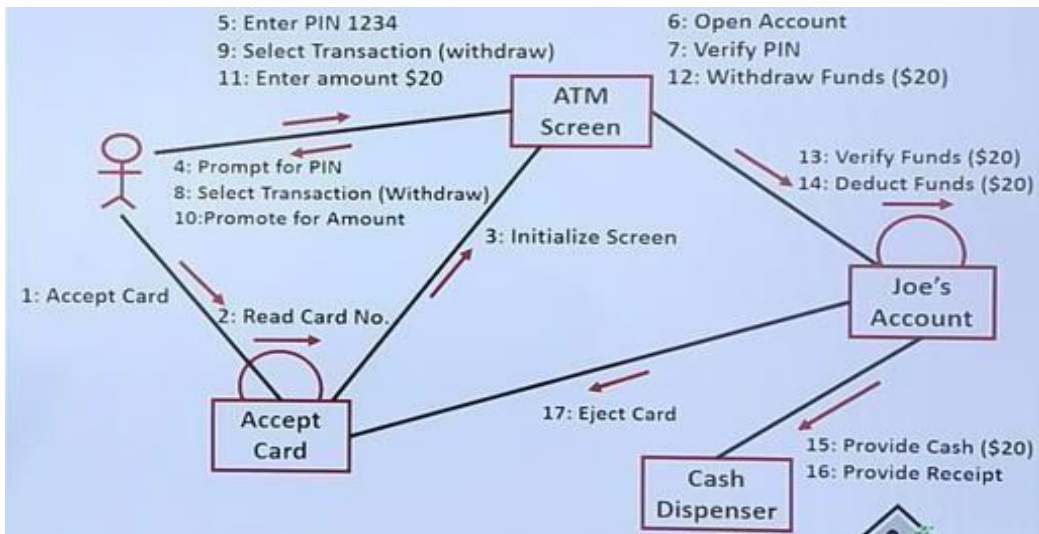 5: Enter PIN 1234
9: Select Transaction (withdraw)
11: Enter amount $20
6: Open Account
7: Verify PIN
12: Withdraw Funds ($20)
ATM
Screen
4: Prompt for PIN
8: Select Transaction (Withdraw)
10:Promote for Amount
13: Verify Funds ($20)
14: Deduct Funds ($20)
3: Initialize Screen
1: Accept Card
2: Read Card No.
Joe's
Account
Accept
Card
17: Eject Card
15: Provide Cash ($20)
16: Provide Receipt
Cash
Dispenser